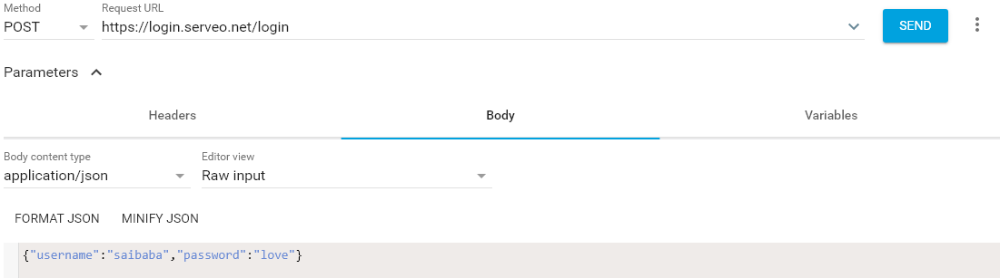 Method Request URL
POST https://login.serveo.net/login SEND
Parameters
Headers Body Variables
Body content type Editor view
application/json Raw input
FORMAT JSON MINIFY JSON
{"username":"saibaba","password":"love"}